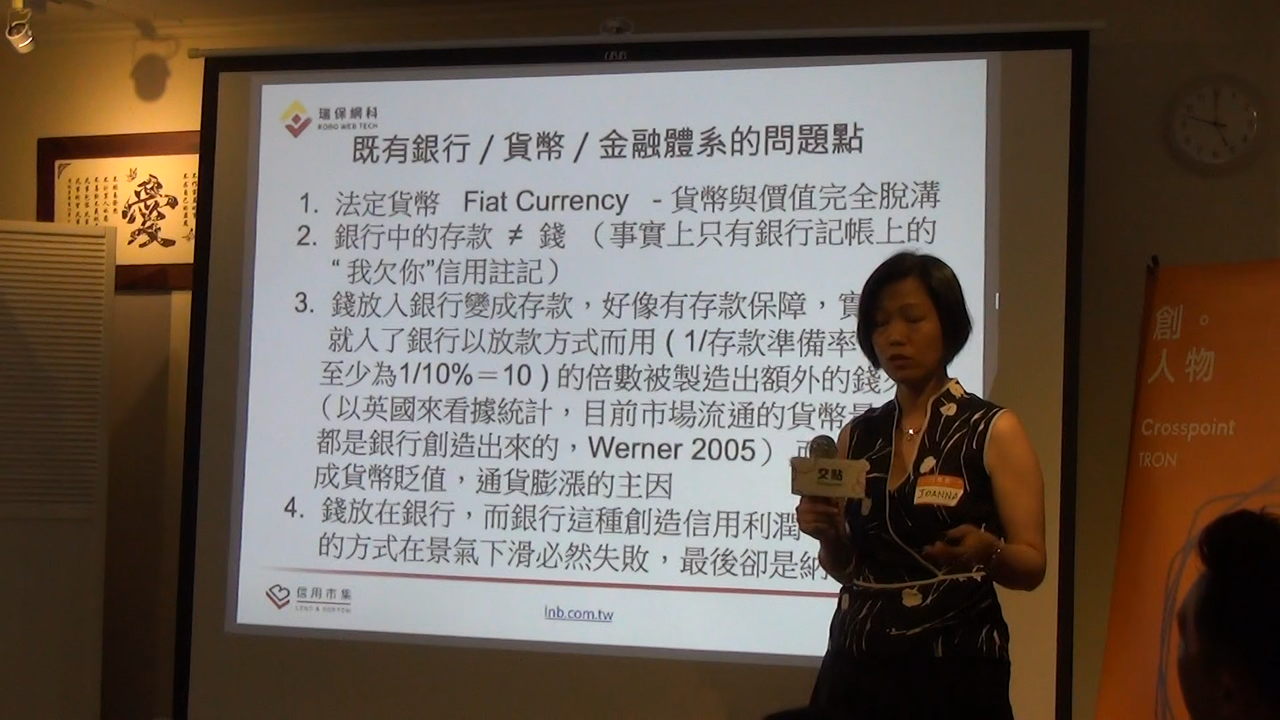 瑞保網科
ROBO WEB TECH
既有銀行 / 貨幣 / 金融體系的問題點
1. 法定貨幣 Fiat Currency - 貨幣與價值完全脫溝
2. 銀行中的存款 ≠ 錢 （事實上只有銀行記帳上的
“ 我欠你”信用註記）
3. 錢放入銀行變成存款，好像有存款保障，實
就入了銀行以放款方式而用 ( 1/存款準備率
至少為1/10%＝10 ) 的倍數被製造出額外的錢
（以英國來看據統計，目前市場流通的貨幣
都是銀行創造出來的，Werner 2005）
成貨幣貶值，通貨膨漲的主因
4. 錢放在銀行，而銀行這種創造信用利潤
的方式在景氣下滑必然失敗，最後卻是納
信用市集
lnb.com.tw
愛
交點
JOANNA
創。
人物
Crosspoint
TRON